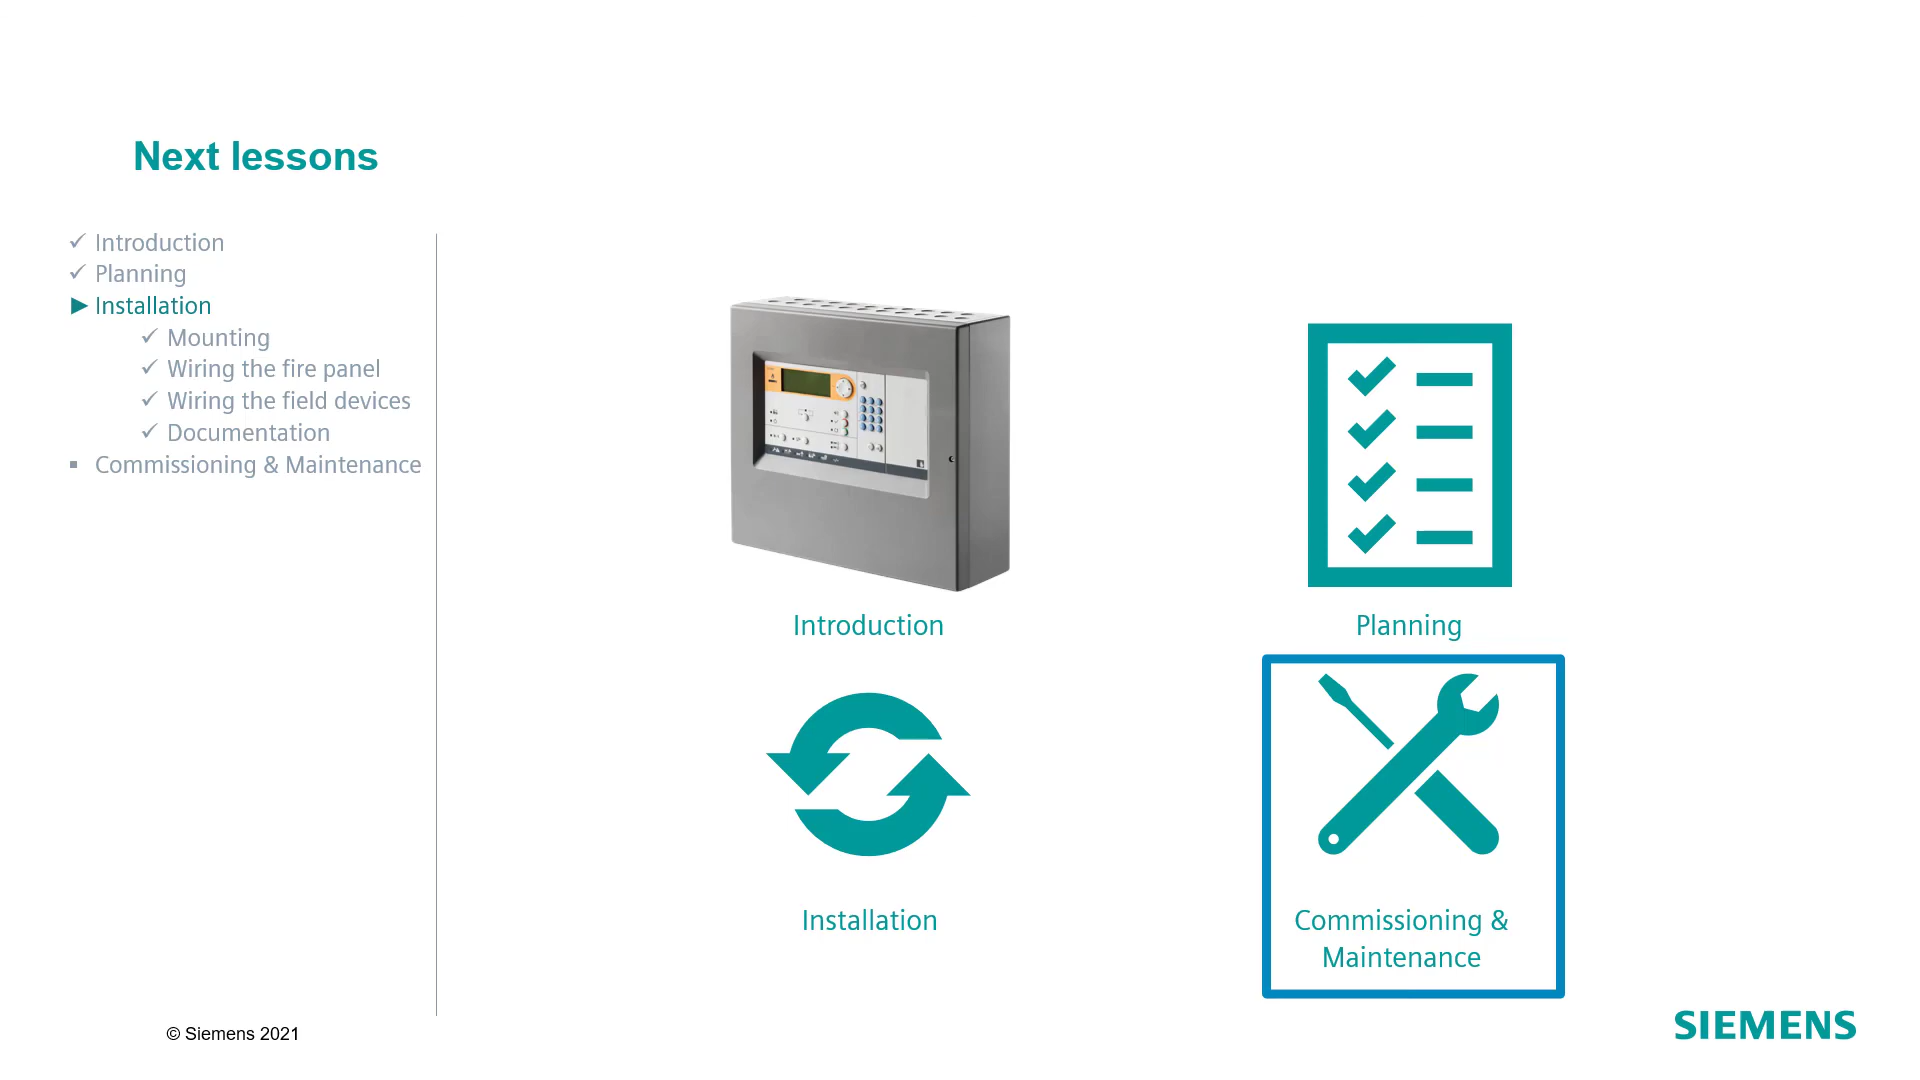 Next lessons
Introduction
Planning
Installation
Mounting
Wiring the fire panel
Wiring the field devices
Documentation
Commissioning & Maintenance
Introduction
Planning
Installation
Commissioning &
Maintenance
© Siemens 2021
SIEMENS